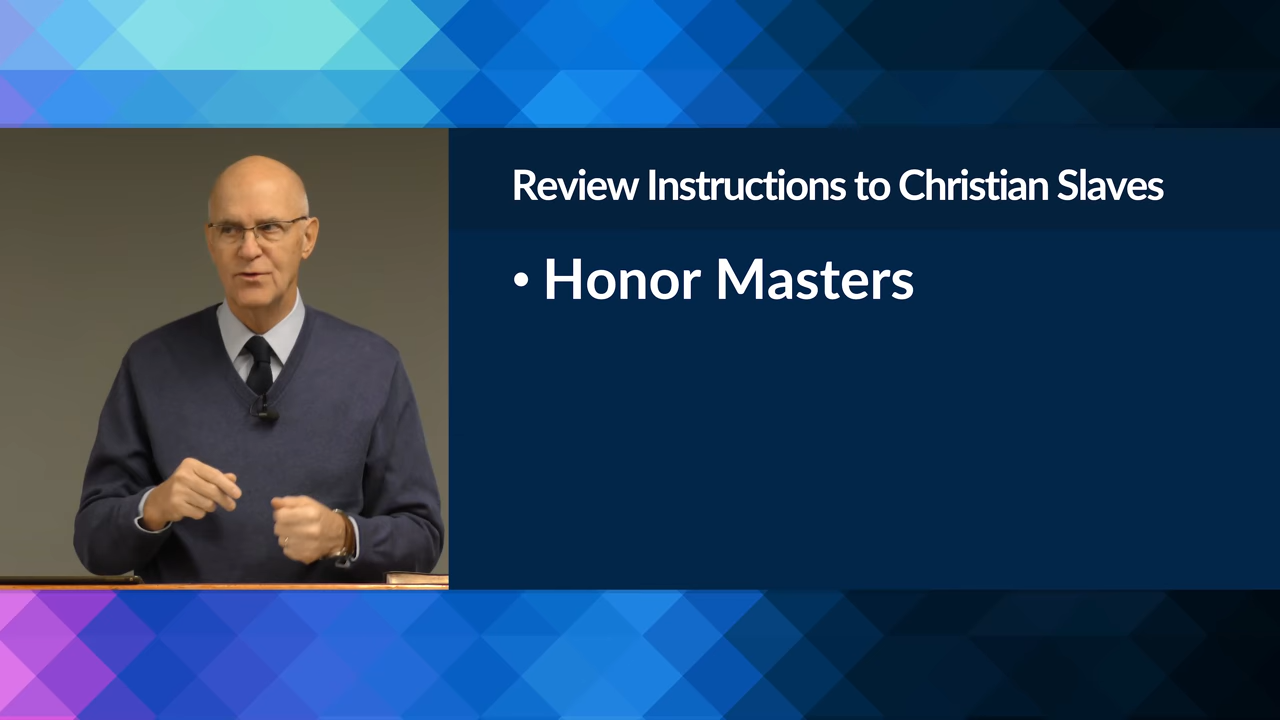 Review Instructions to Christian Slaves
• Honor Masters